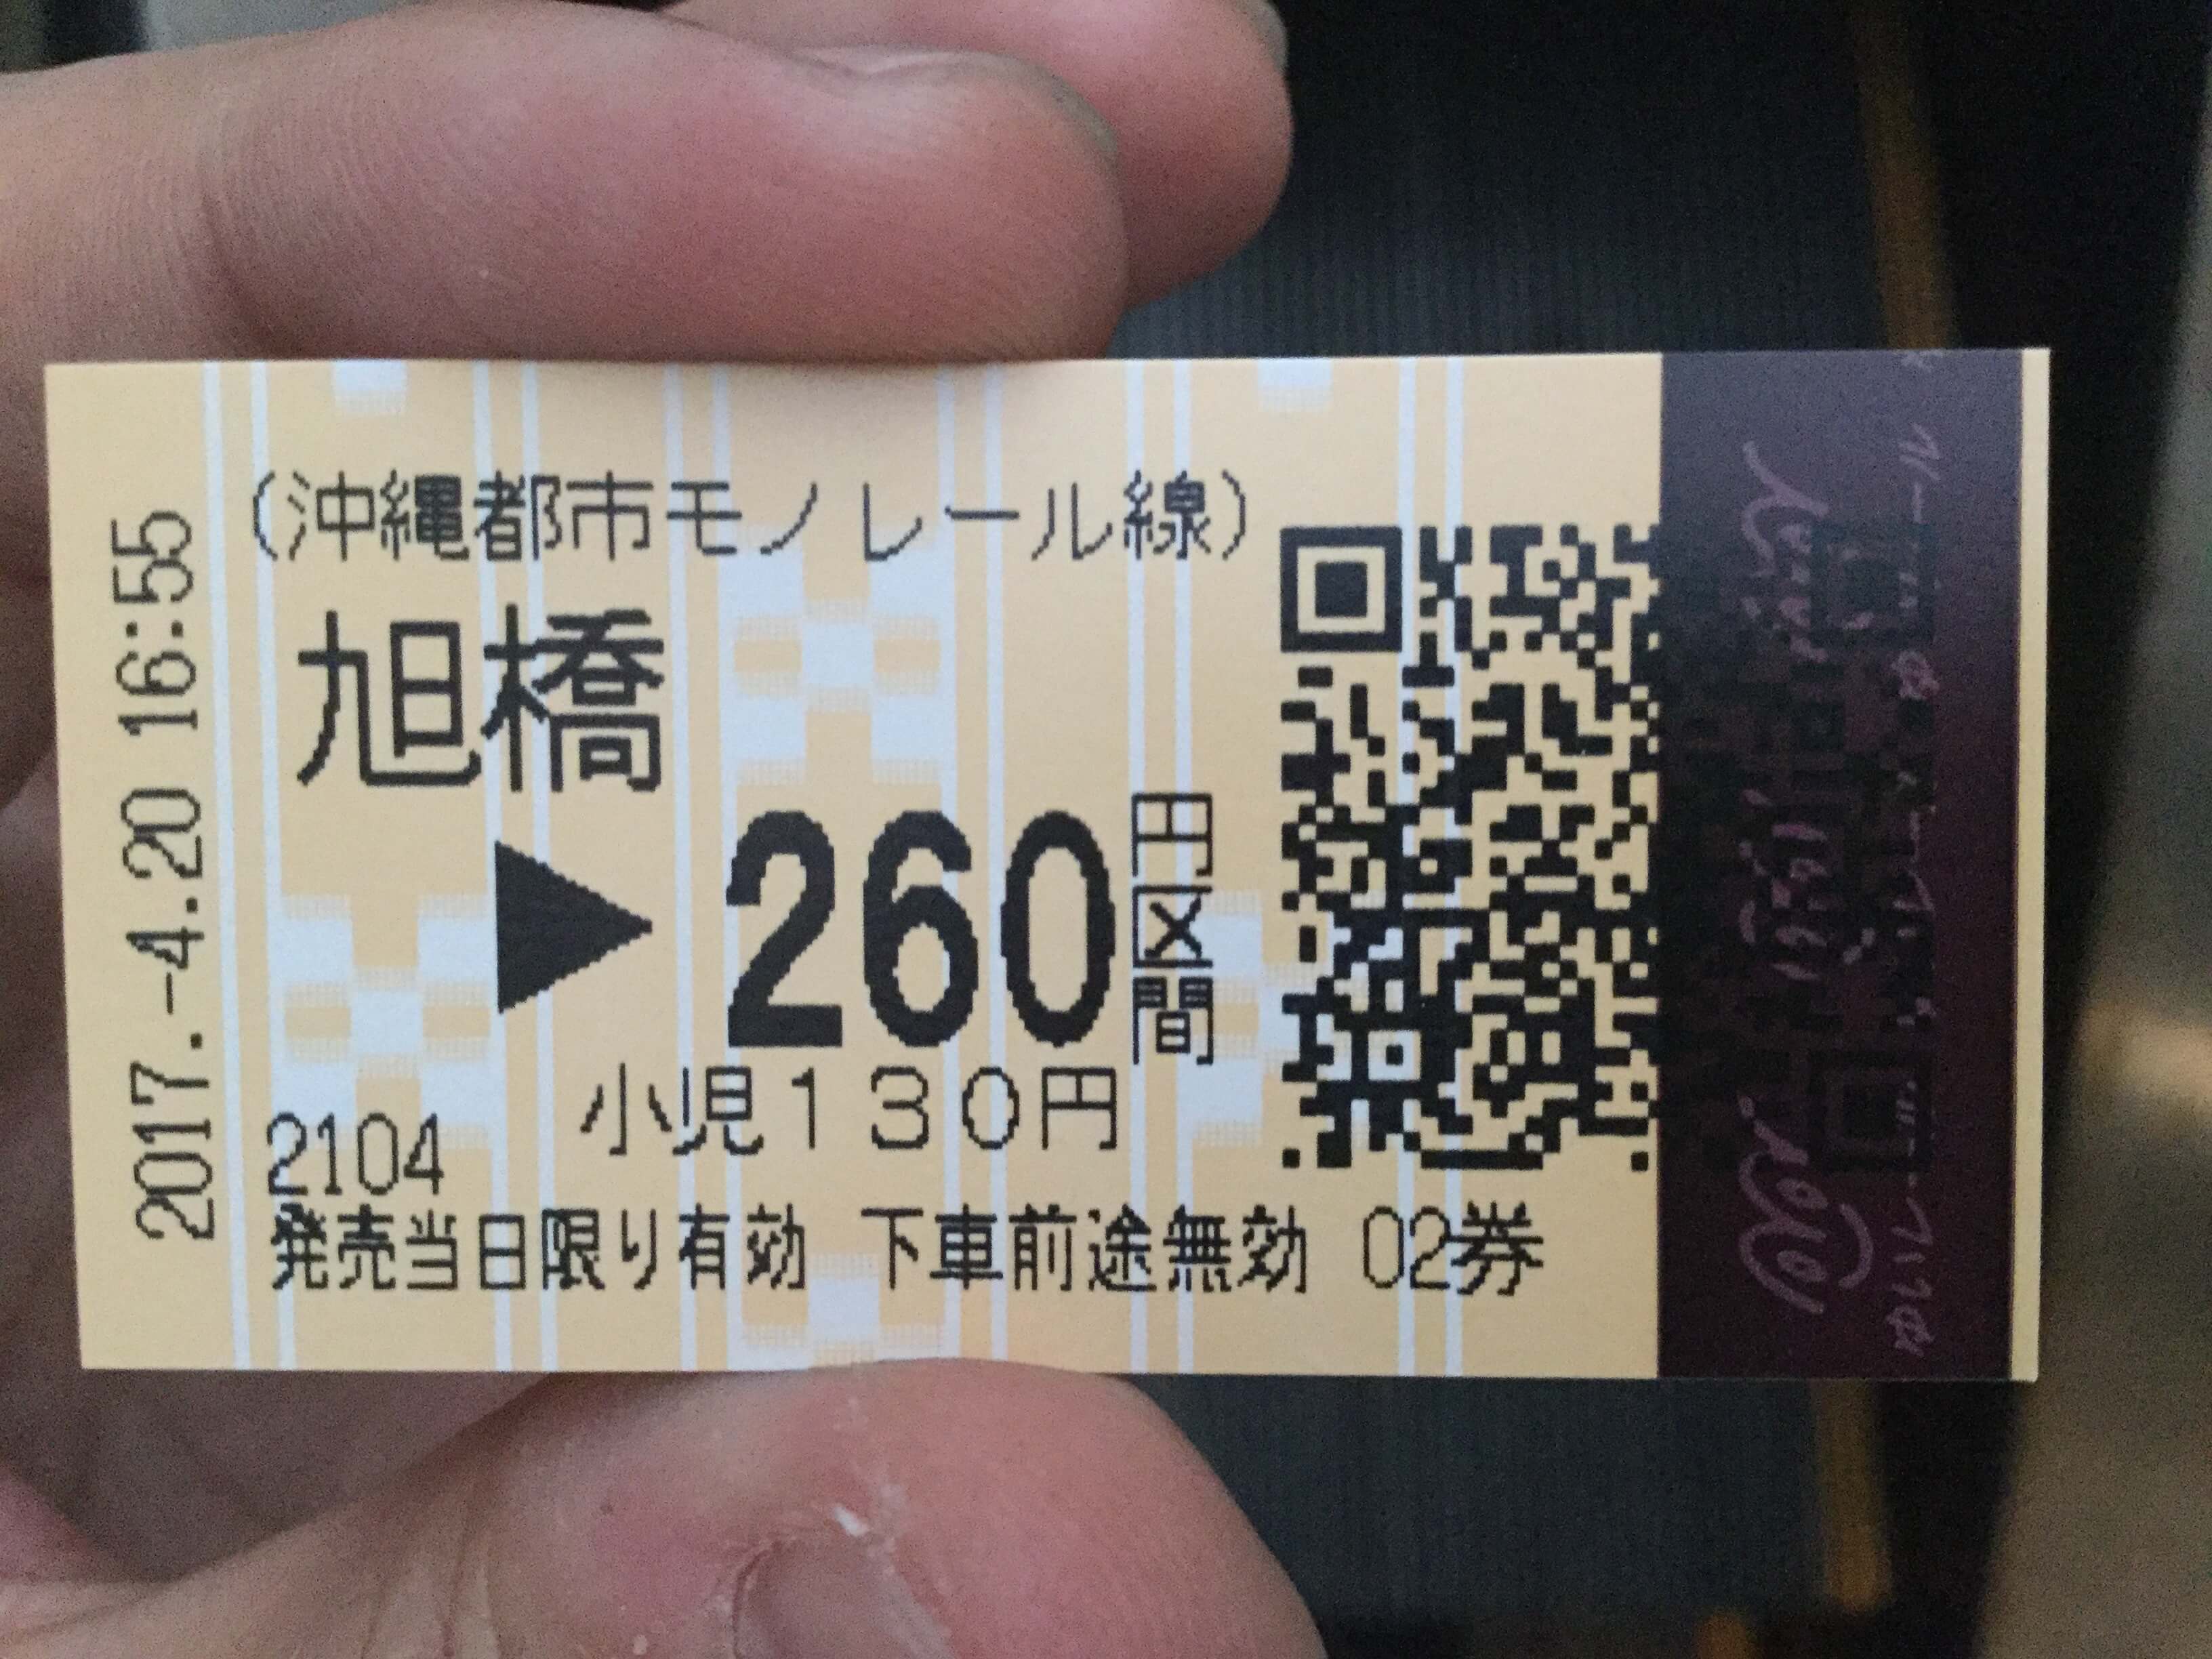 (沖縄都市モノレール線)
旭橋
▶260円区間
小児130円
2104
発売当日限り有効 下車前途無効 02券
2017.-4.20 16:55